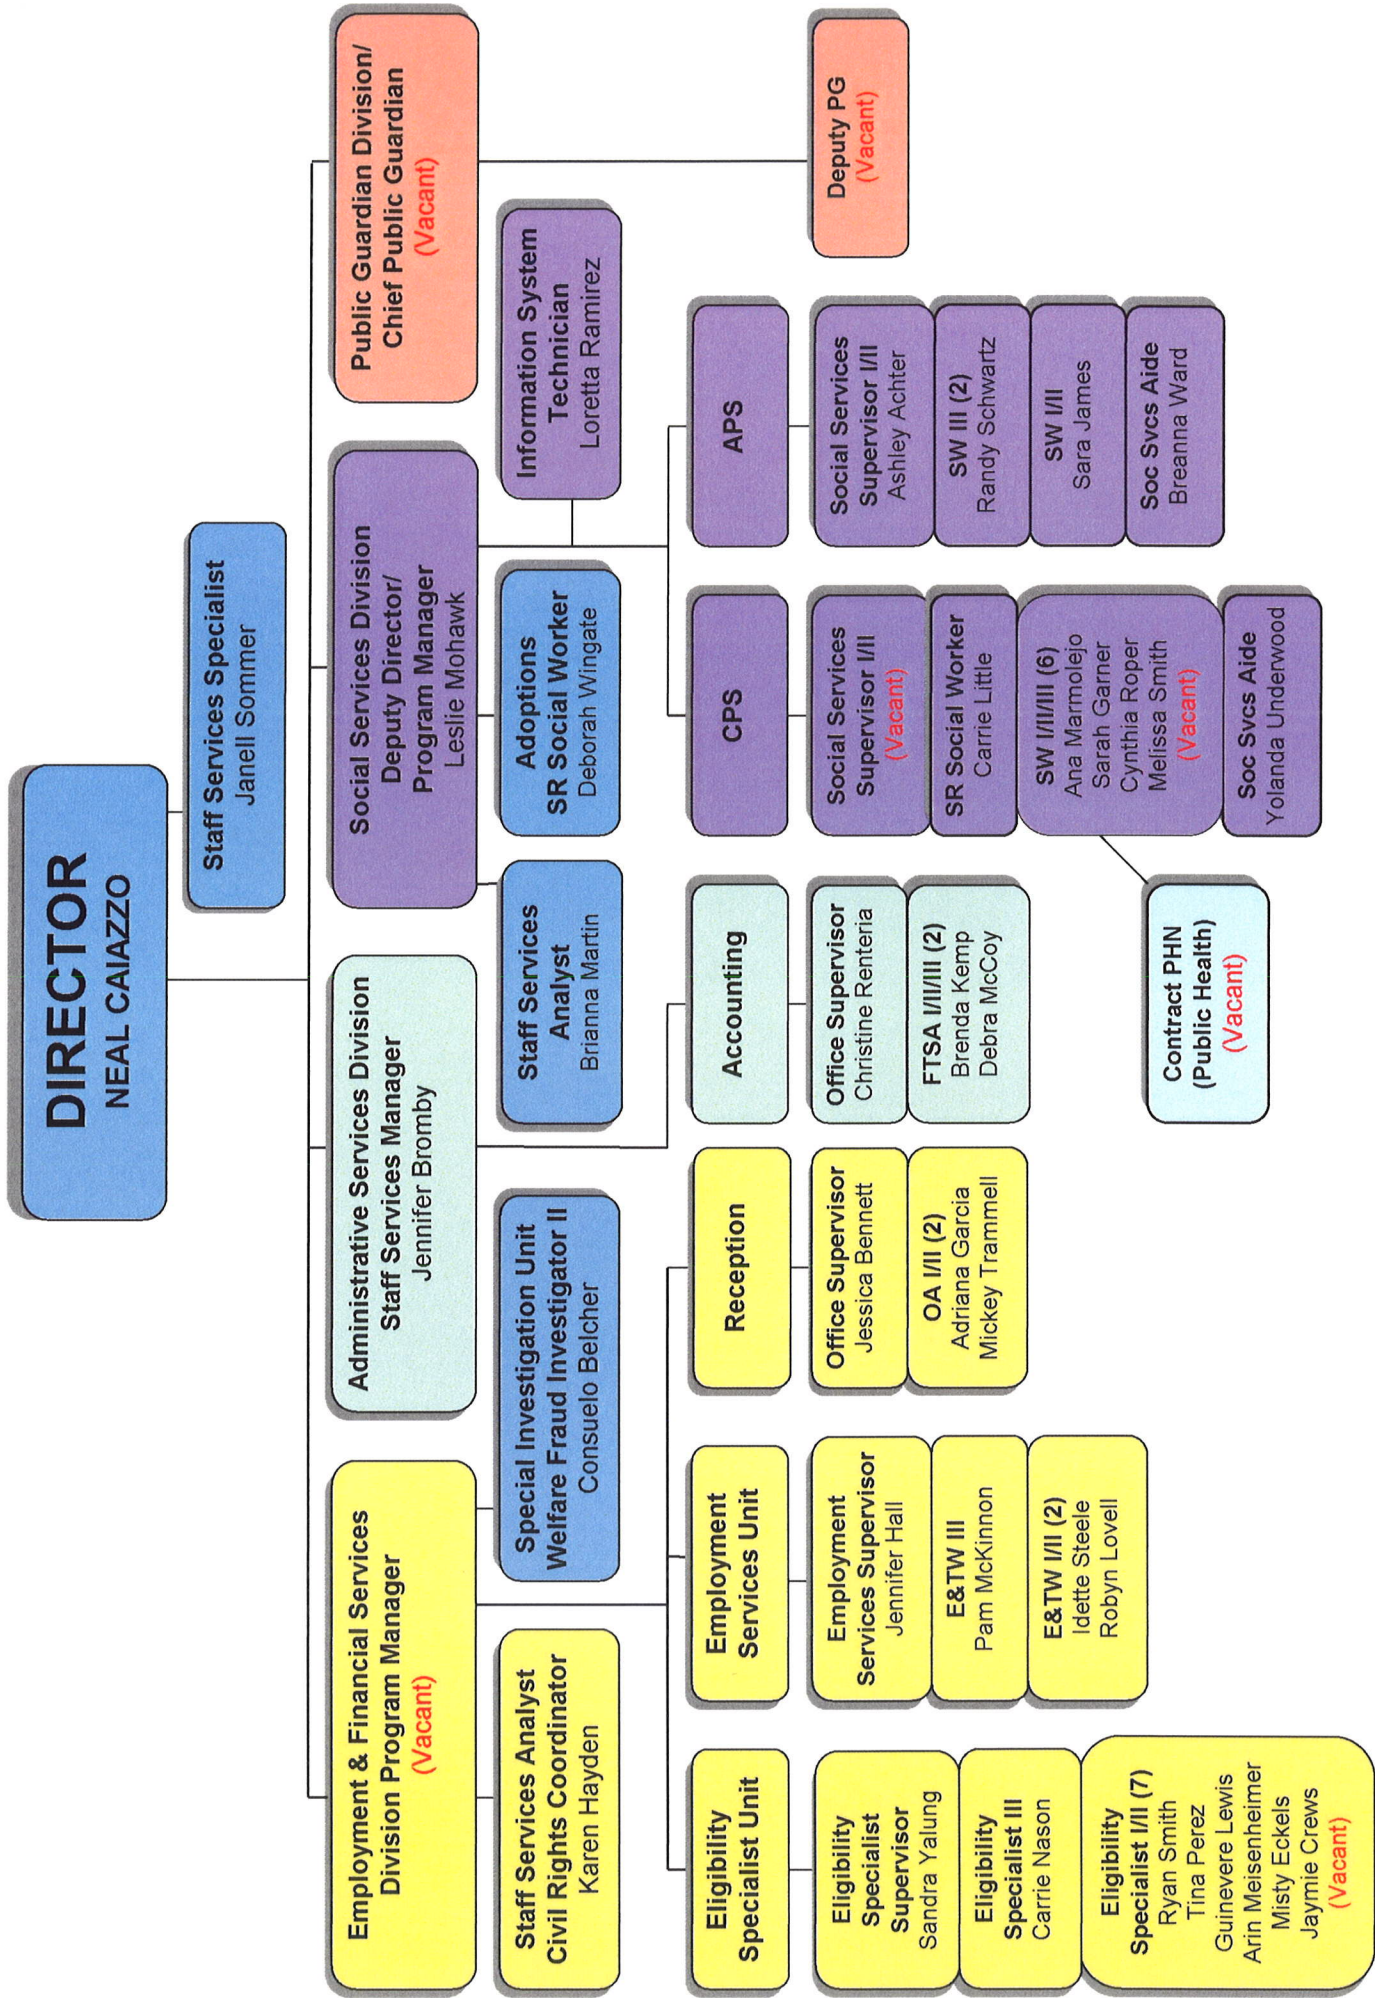 DIRECTOR
NEAL CAIAZZO
Staff Services Specialist
Janell Sommer
Employment & Financial Services
Division Program Manager
(Vacant)
Administrative Services Division
Staff Services Manager
Jennifer Bromby
Social Services Division
Deputy Director/
Program Manager
Leslie Mohawk
Public Guardian Division/
Chief Public Guardian
(Vacant)
Staff Services Analyst
Civil Rights Coordinator
Karen Hayden
Special Investigation Unit
Welfare Fraud Investigator II
Consuelo Belcher
Staff Services
Analyst
Brianna Martin
Adoptions
SR Social Worker
Deborah Wingate
Information System
Technician
Loretta Ramirez
Eligibility
Specialist Unit
Eligibility
Specialist
Supervisor
Sandra Yalung
Eligibility
Specialist III
Carrie Nason
Eligibility
Specialist I/II (7)
Ryan Smith
Tina Perez
Guinevere Lewis
Arin Meisenheimer
Misty Eckels
Jaymie Crews
(Vacant)
Employment
Services Unit
Employment
Services Supervisor
Jennifer Hall
E&TW III
Pam McKinnon
E&TW I/II (2)
Idette Steele
Robyn Lovell
Reception
Office Supervisor
Jessica Bennett
OA I/II (2)
Adriana Garcia
Mickey Trammell
Accounting
Office Supervisor
Christine Renteria
FTSA I/II/III (2)
Brenda Kemp
Debra McCoy
Contract PHN
(Public Health)
(Vacant)
CPS
Social Services
Supervisor I/II
(Vacant)
SR Social Worker
Carrie Little
SW I/II/III (6)
Ana Marmolejo
Sarah Garner
Cynthia Roper
Melissa Smith
(Vacant)
Soc Svcs Aide
Yolanda Underwood
APS
Social Services
Supervisor I/II
Ashley Achter
SW III (2)
Randy Schwartz
SW I/II
Sara James
Soc Svcs Aide
Breanna Ward
Deputy PG
(Vacant)